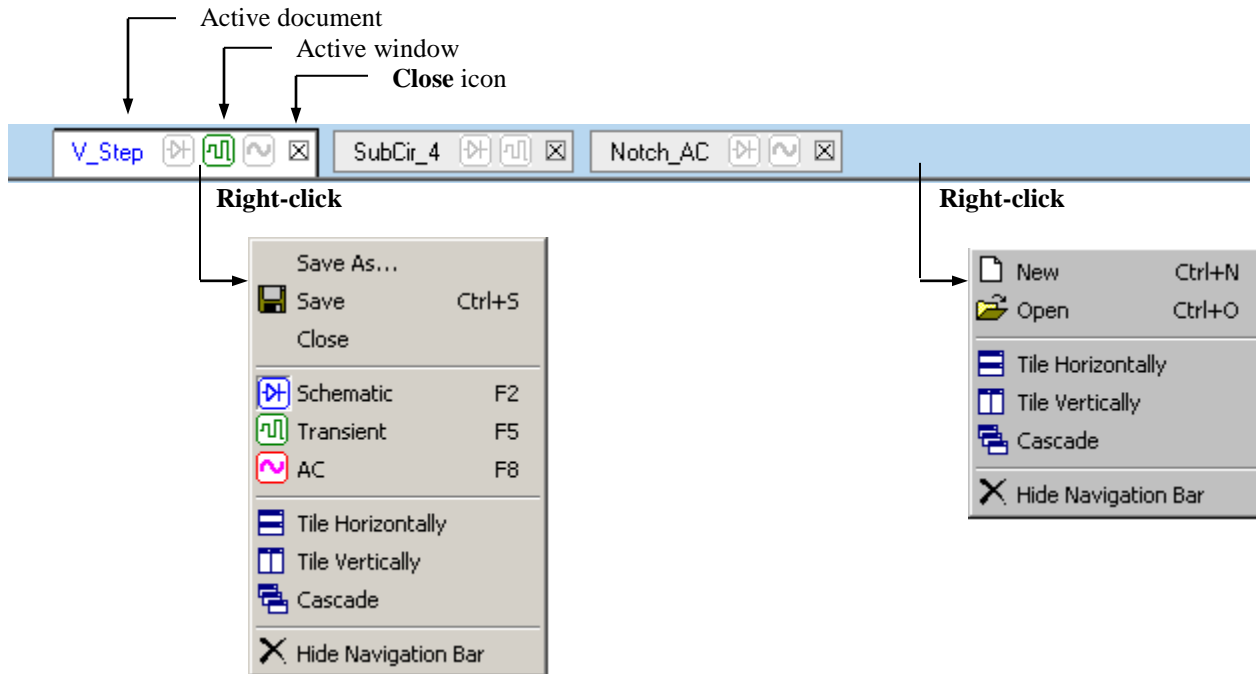 Active document
Active window
Close icon
V_Step SubCir_4 Notch_AC
Right-click Right-click
Save As...
Save Ctrl+S
Close
Schematic F2
Transient F5
AC F8
Tile Horizontally
Tile Vertically
Cascade
Hide Navigation Bar
New Ctrl+N
Open Ctrl+O
Tile Horizontally
Tile Vertically
Cascade
Hide Navigation Bar